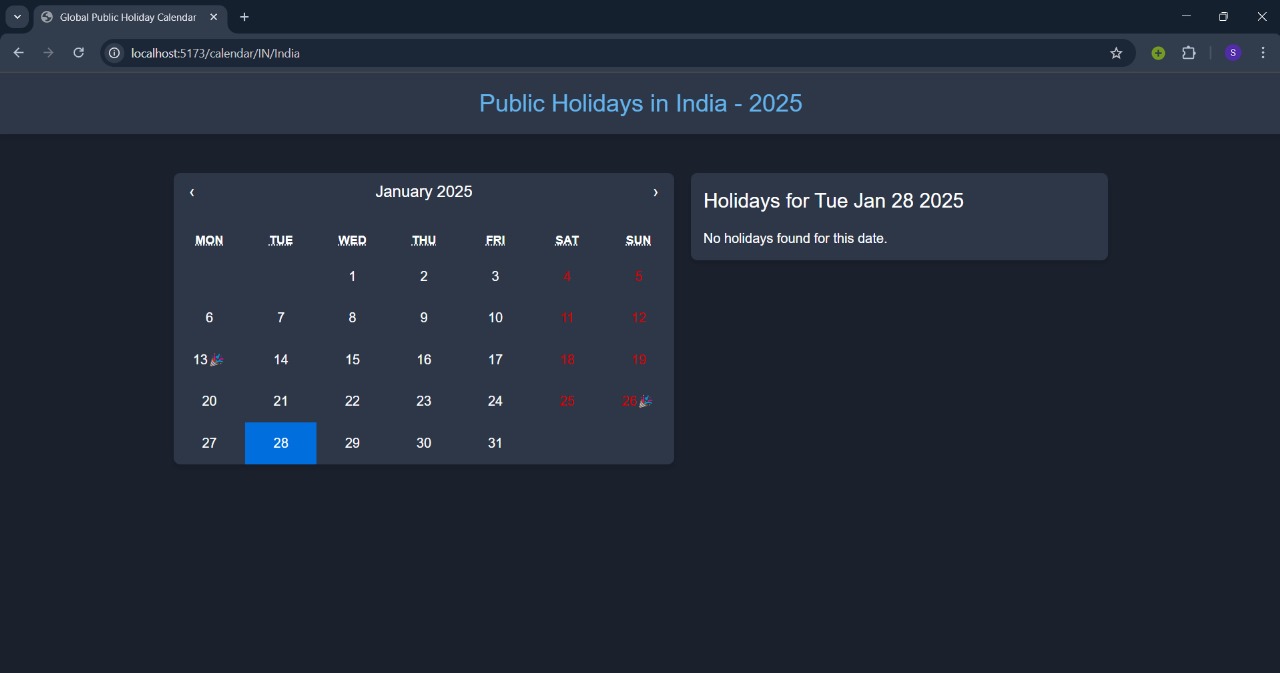 Global Public Holiday Calendar
localhost:5173/calendar/IN/India
S
Public Holidays in India - 2025
‹ January 2025 ›
MON TUE WED THU FRI SAT SUN
1 2 3 4 5
6 7 8 9 10 11 12
13🎉 14 15 16 17 18 19
20 21 22 23 24 25 26🎉
27 28 29 30 31
Holidays for Tue Jan 28 2025
No holidays found for this date.